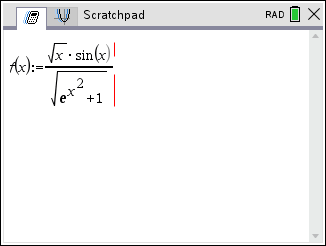 Scratchpad
RAD
f(x):=√x · sin(x) / √(e^x^2+1)